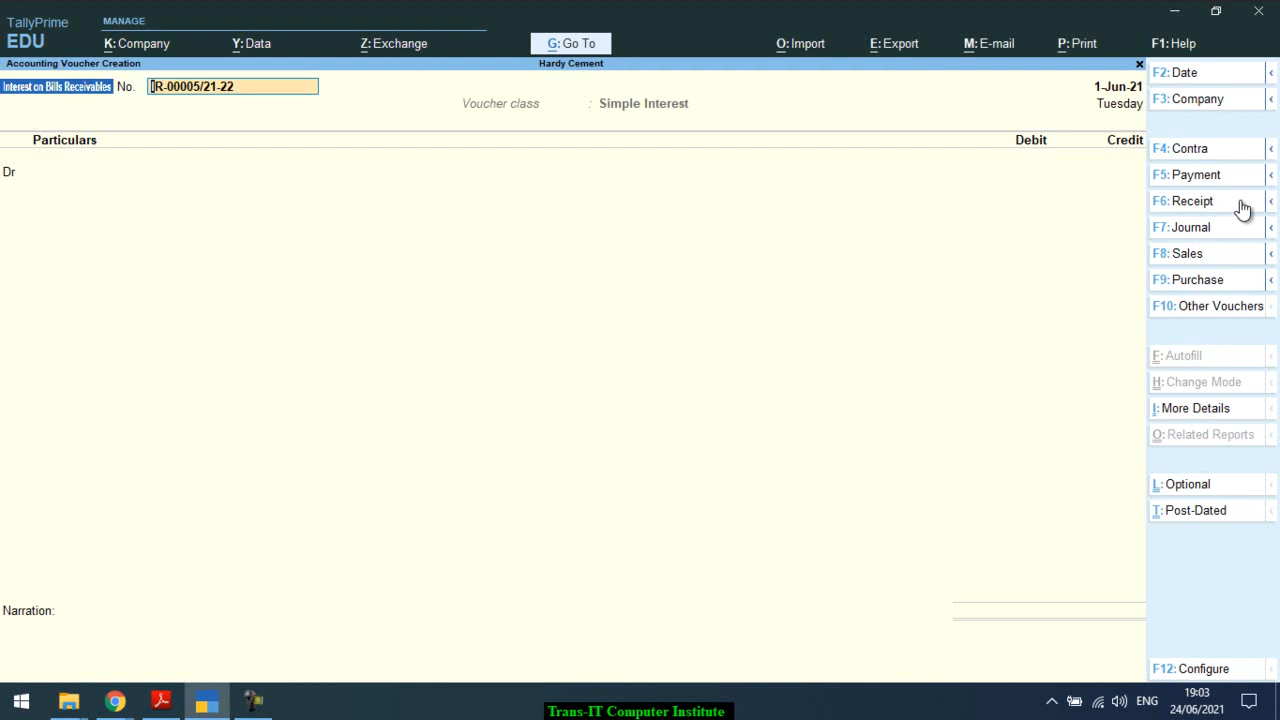 TallyPrime
EDU
MANAGE
K: Company
Y: Data
Z: Exchange
G: Go To
O: Import
E: Export
M: E-mail
P: Print
F1: Help
Accounting Voucher Creation
Hardy Cement
Interest on Bills Receivables No. IR-00005/21-22
1-Jun-21
Voucher class : Simple Interest
Tuesday
Particulars
Debit
Credit
Dr
Narration:
F2: Date
F3: Company
F4: Contra
F5: Payment
F6: Receipt
F7: Journal
F8: Sales
F9: Purchase
F10: Other Vouchers
F: Autofill
H: Change Mode
I: More Details
O: Related Reports
L: Optional
T: Post-Dated
F12: Configure
Trans-IT Computer Institute
ENG
19:03
24/06/2021